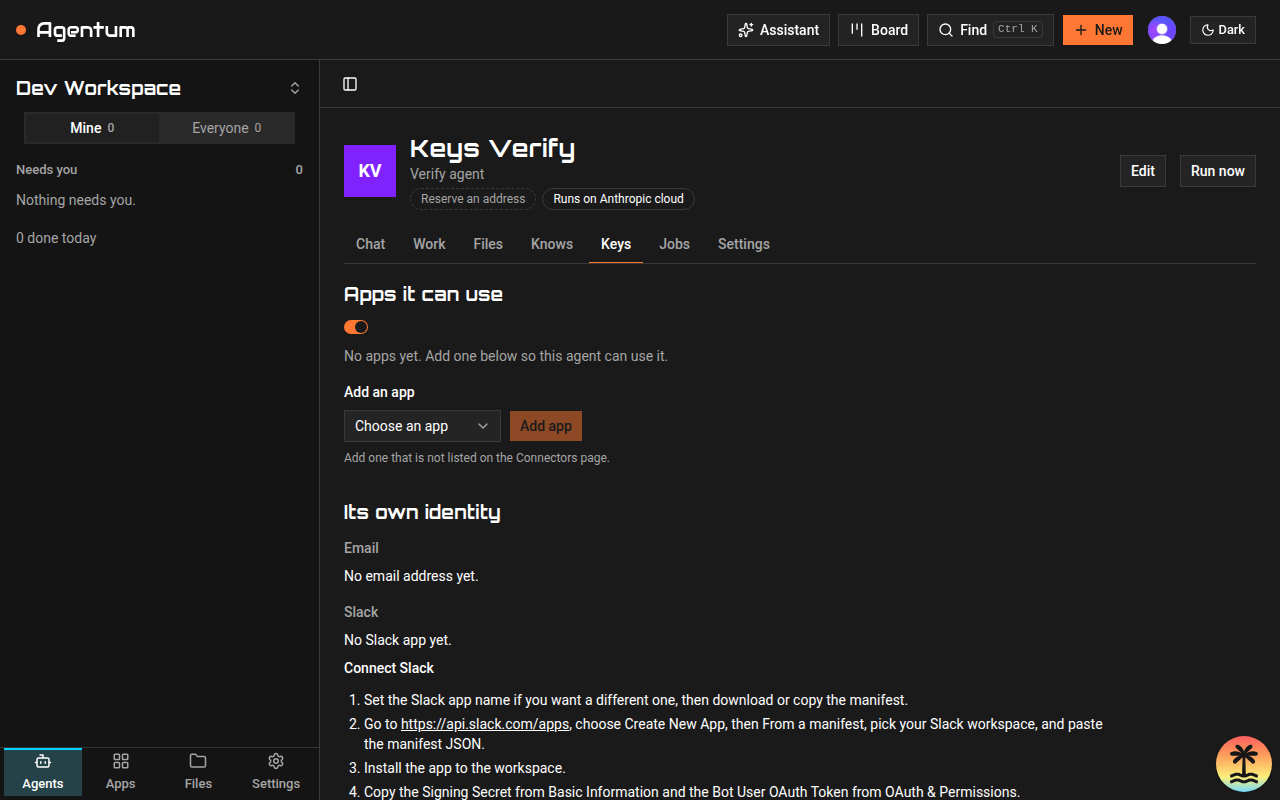 Agentum
Assistant
Board
Find Ctrl K
New
Dark
Dev Workspace
Mine 0
Everyone 0
Needs you 0
Nothing needs you.
0 done today
Agents
Apps
Files
Settings
KV
Keys Verify
Verify agent
Reserve an address
Runs on Anthropic cloud
Edit
Run now
Chat
Work
Files
Knows
Keys
Jobs
Settings
Apps it can use
No apps yet. Add one below so this agent can use it.
Add an app
Choose an app
Add app
Add one that is not listed on the Connectors page.
Its own identity
Email
No email address yet.
Slack
No Slack app yet.
Connect Slack
1. Set the Slack app name if you want a different one, then download or copy the manifest.
2. Go to https://api.slack.com/apps, choose Create New App, then From a manifest, pick your Slack workspace, and paste
the manifest JSON.
3. Install the app to the workspace.
4. Copy the Signing Secret from Basic Information and the Bot User OAuth Token from OAuth & Permissions.